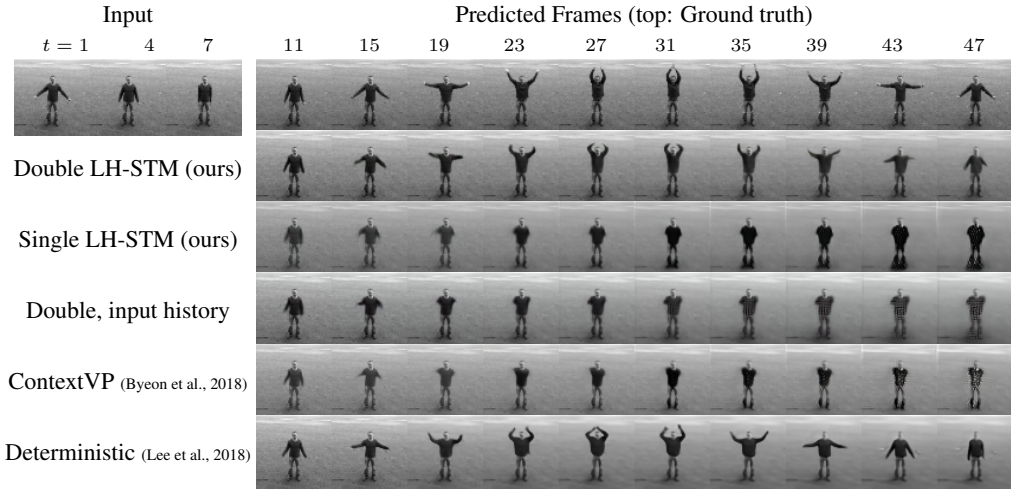 Input
Predicted Frames (top: Ground truth)
t = 1 4 7
11 15 19 23 27 31 35 39 43 47
Double LH-STM (ours)
Single LH-STM (ours)
Double, input history
ContextVP (Byeon et al., 2018)
Deterministic (Lee et al., 2018)